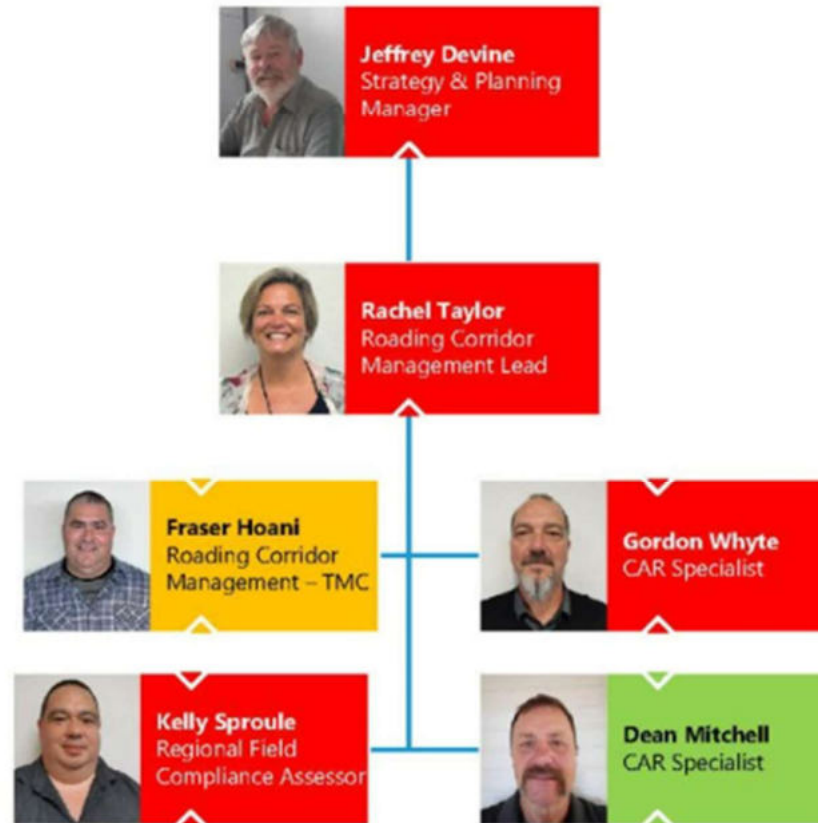 Jeffrey Devine
Strategy & Planning
Manager
Rachel Taylor
Roading Corridor
Management Lead
Fraser Hoani
Roading Corridor
Management – TMC
Gordon Whyte
CAR Specialist
Kelly Sproule
Regional Field
Compliance Assessor
Dean Mitchell
CAR Specialist